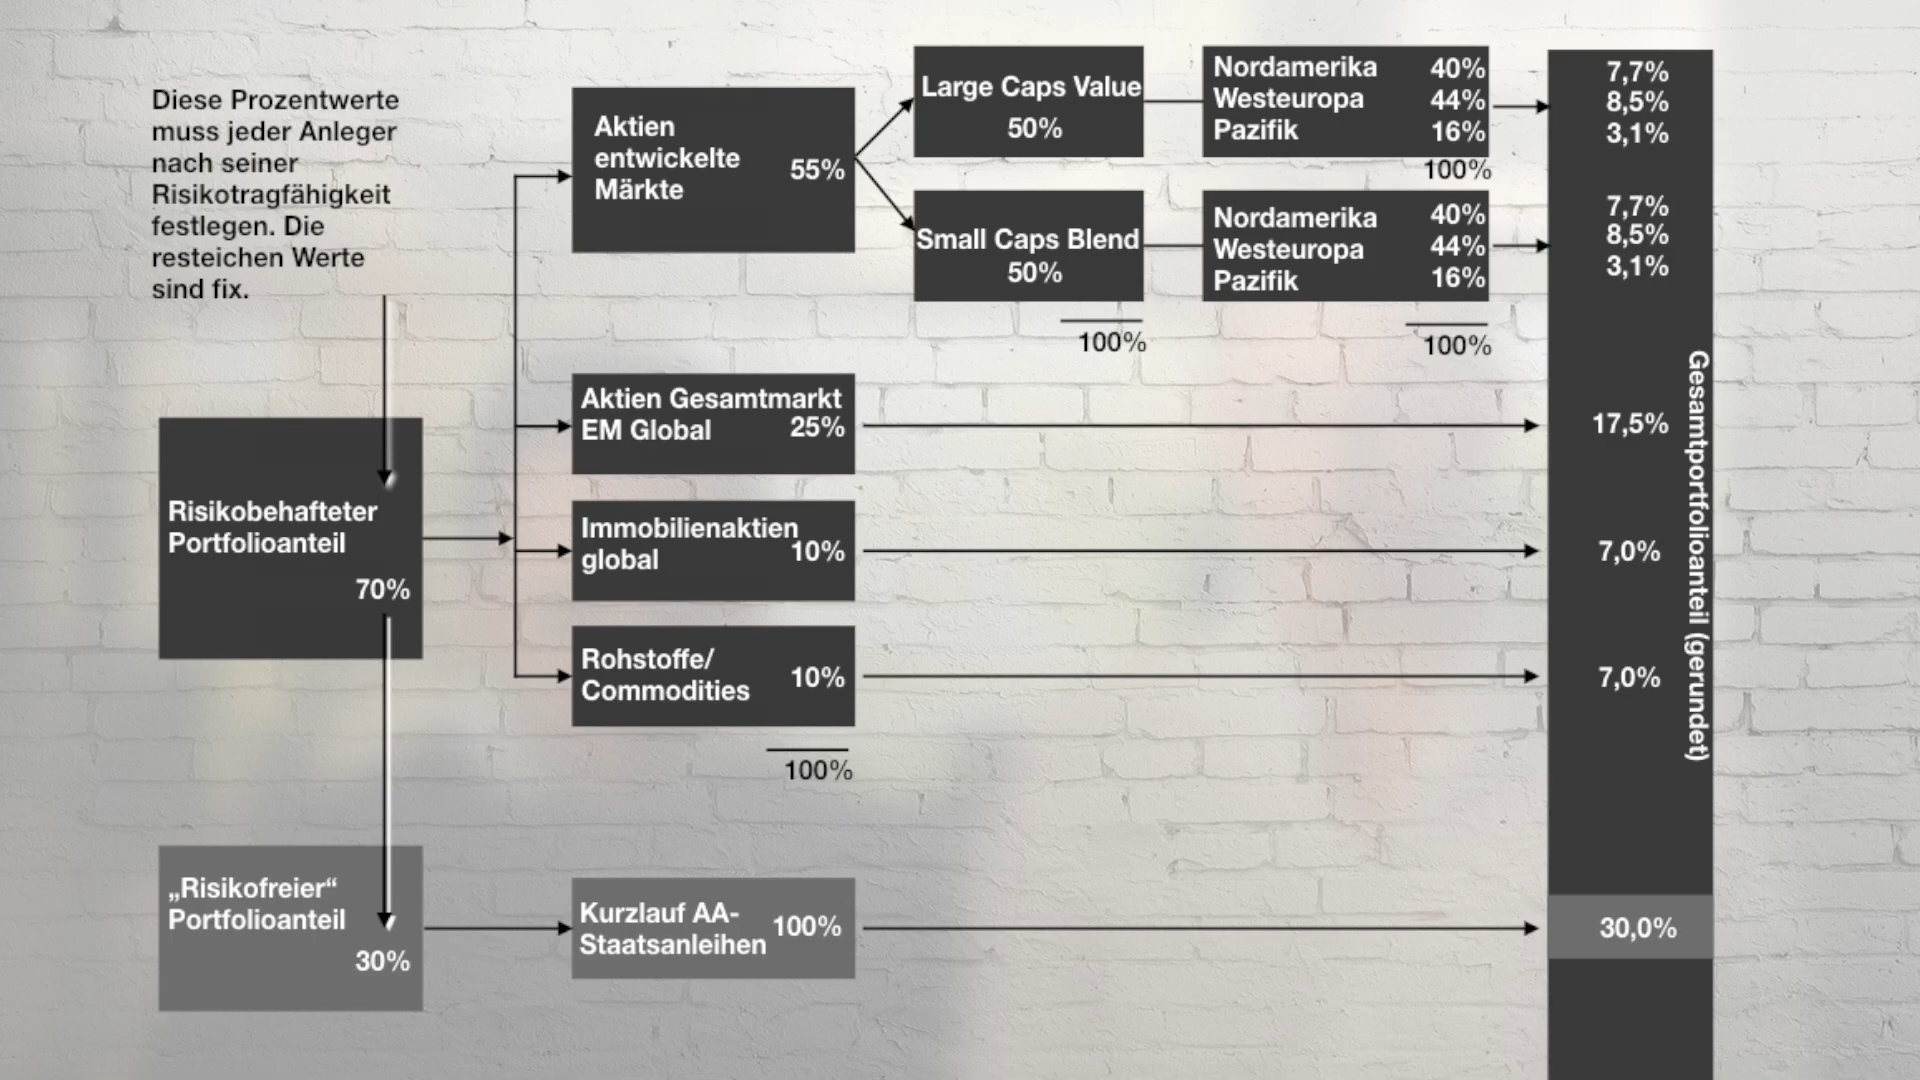 Diese Prozentwerte
muss jeder Anleger
nach seiner
Risikotragfähigkeit
festlegen. Die
resteichen Werte
sind fix.
Risikobehafteter
Portfolioanteil
70%
„Risikofreier“
Portfolioanteil
30%
Aktien
entwickelte
Märkte
55%
Aktien Gesamtmarkt
EM Global 25%
Immobilienaktien
global 10%
Rohstoffe/
Commodities
10%
100%
Kurzlauf AA-
Staatsanleihen
100%
Large Caps Value
50%
Small Caps Blend
50%
100%
Nordamerika 40%
Westeuropa 44%
Pazifik 16%
100%
Nordamerika 40%
Westeuropa 44%
Pazifik 16%
100%
7,7%
8,5%
3,1%
7,7%
8,5%
3,1%
17,5%
7,0%
7,0%
30,0%
Gesamtportfolioanteil (gerundet)